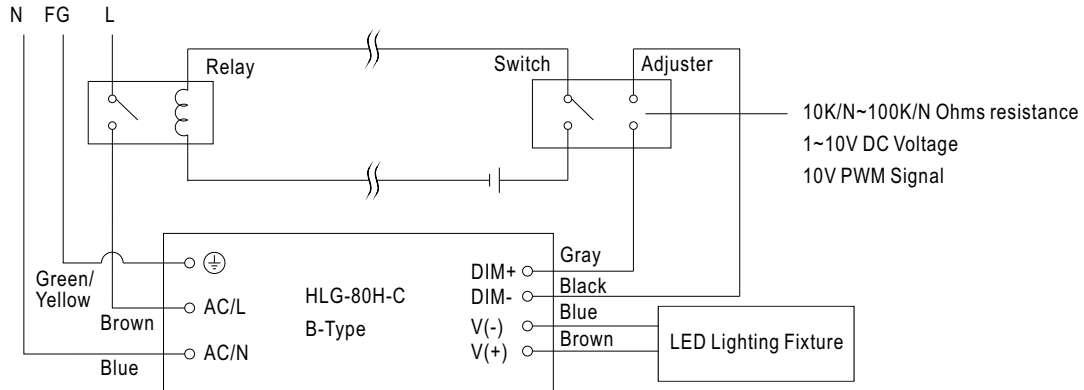 N FG L
Relay
Switch
Adjuster
10K/N~100K/N Ohms resistance
1~10V DC Voltage
10V PWM Signal
Green/
Yellow
Brown
Blue
AC/L
AC/N
HLG-80H-C
B-Type
DIM+
DIM-
V(-)
V(+)
Gray
Black
Blue
Brown
LED Lighting Fixture